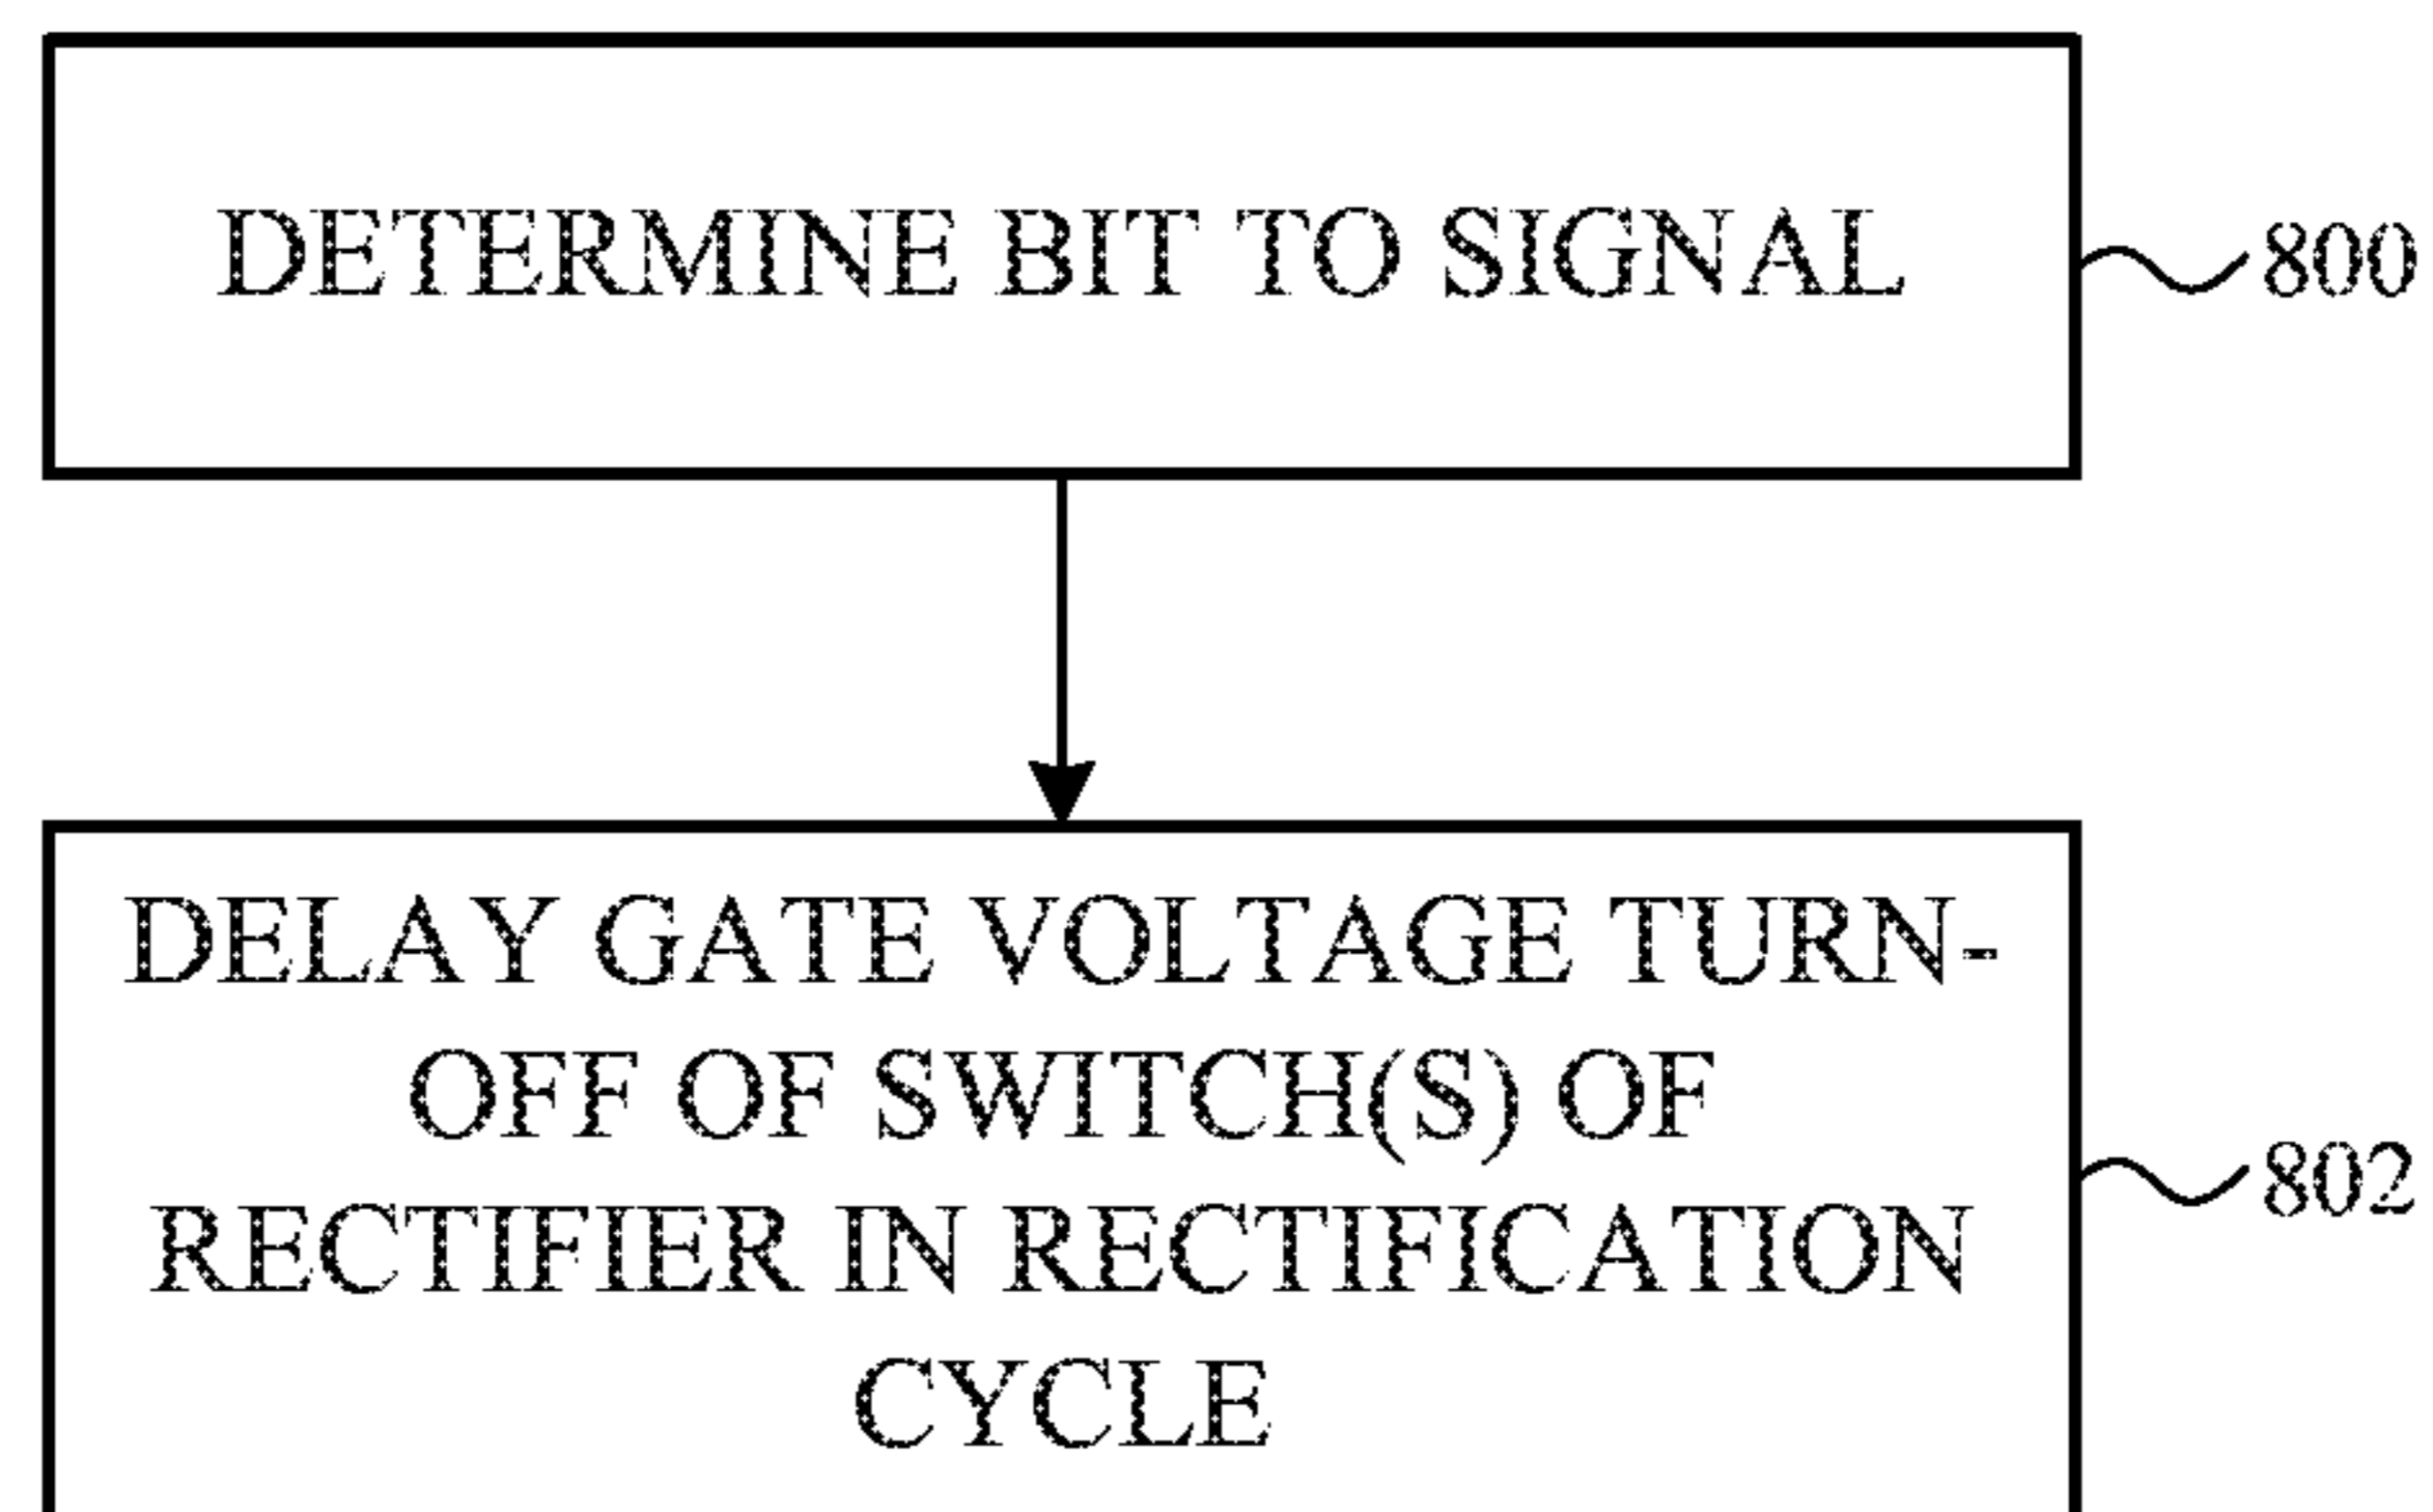 DETERMINE BIT TO SIGNAL
800
DELAY GATE VOLTAGE TURN-
OFF OF SWITCH(S) OF
RECTIFIER IN RECTIFICATION
CYCLE
802